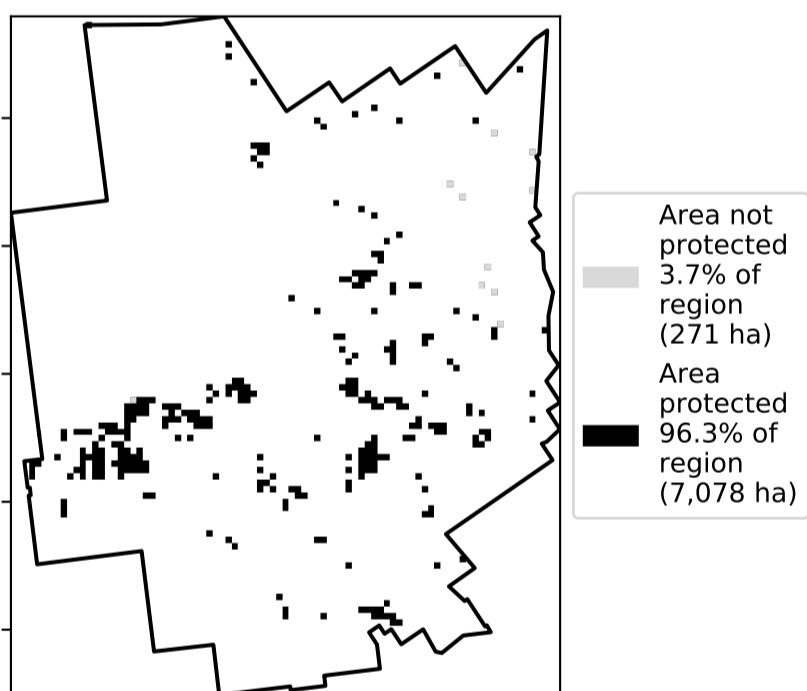 Area not
protected
3.7% of
region
(271 ha)
Area
protected
96.3% of
region
(7,078 ha)